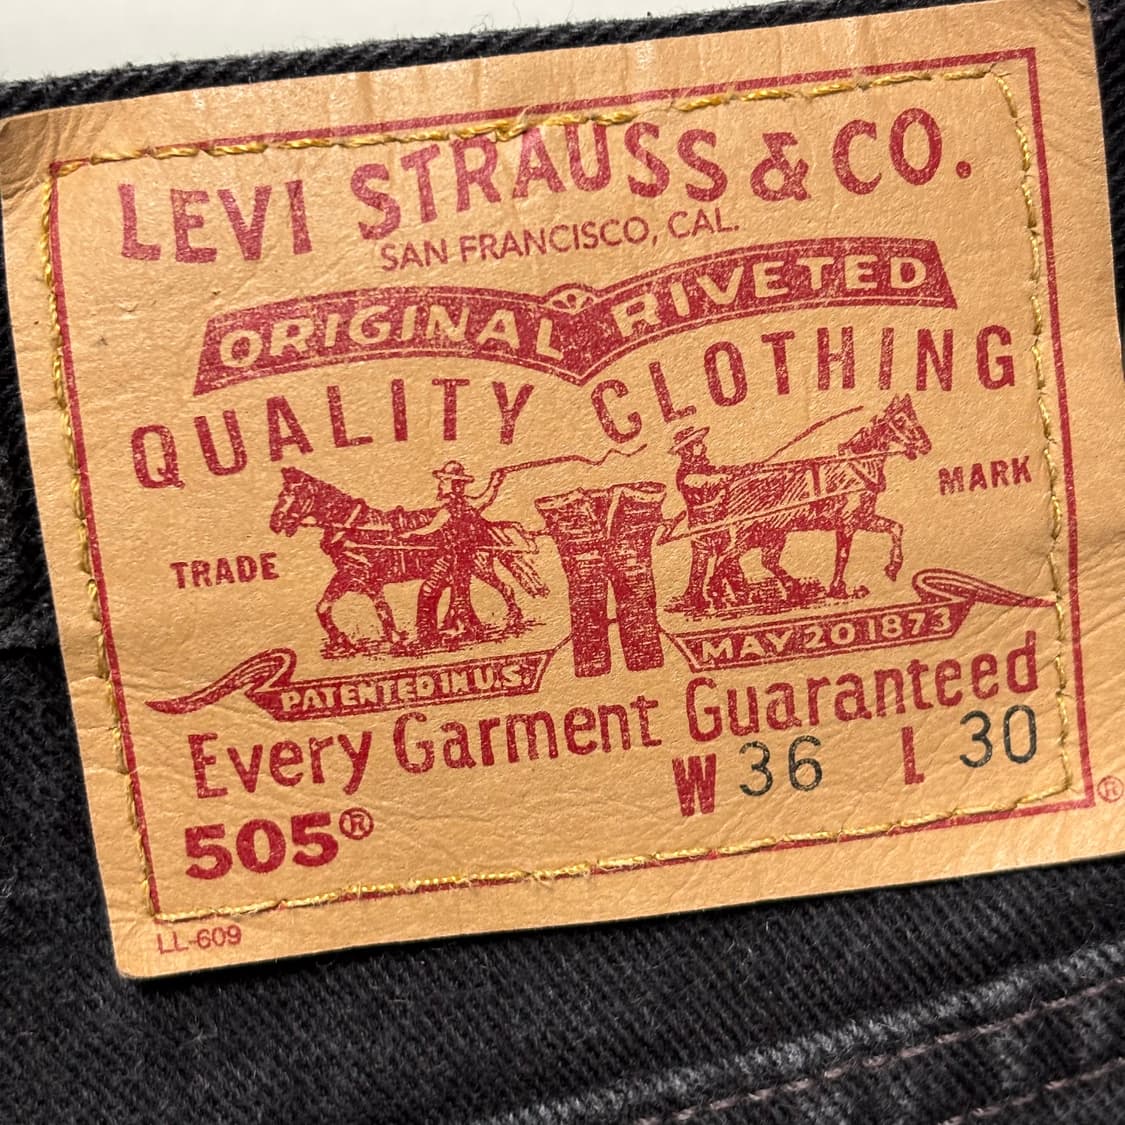 LEVI STRAUSS & CO.
SAN FRANCISCO, CAL.
ORIGINAL RIVETED
QUALITY CLOTHING
TRADE MARK
PATENTED IN U.S. MAY 20 1873
Every Garment Guaranteed
505® W 36 L 30
®
LL-609